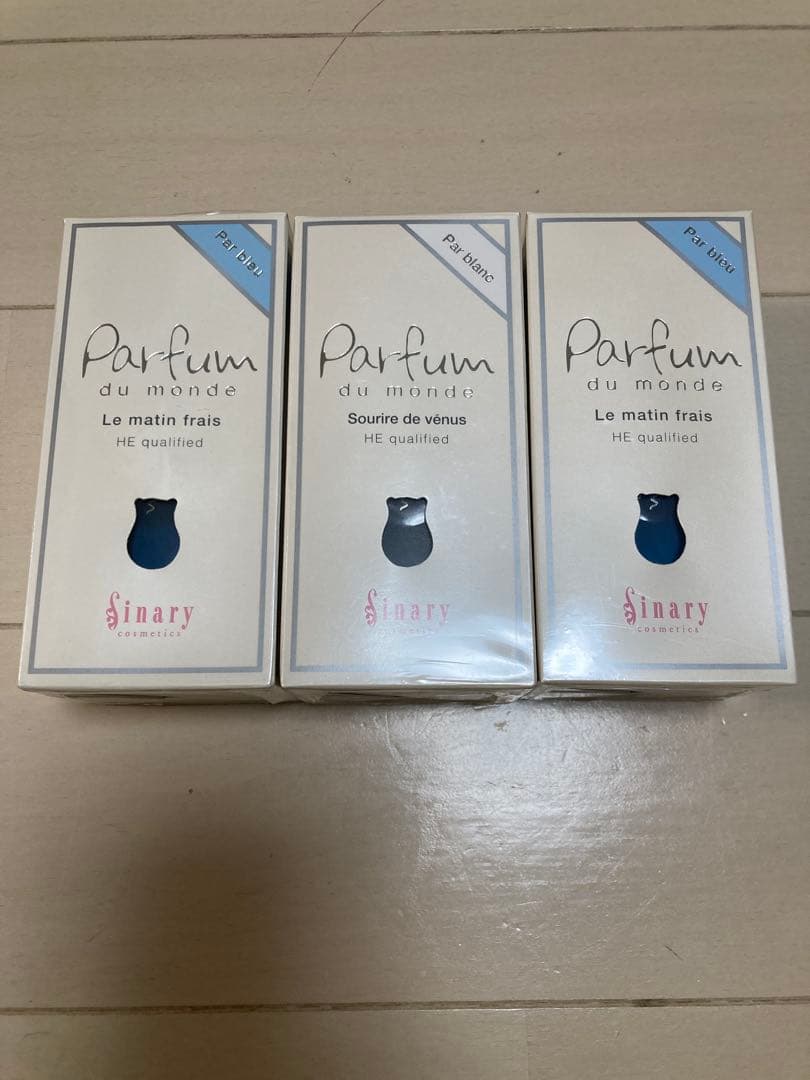 Par bleu
Parfum
du monde
Le matin frais
HE qualified
Sinary
cosmetics
Par blanc
Parfum
du monde
Sourire de vénus
HE qualified
Sinary
cosmetics
Par bleu
Parfum
du monde
Le matin frais
HE qualified
Sinary
cosmetics